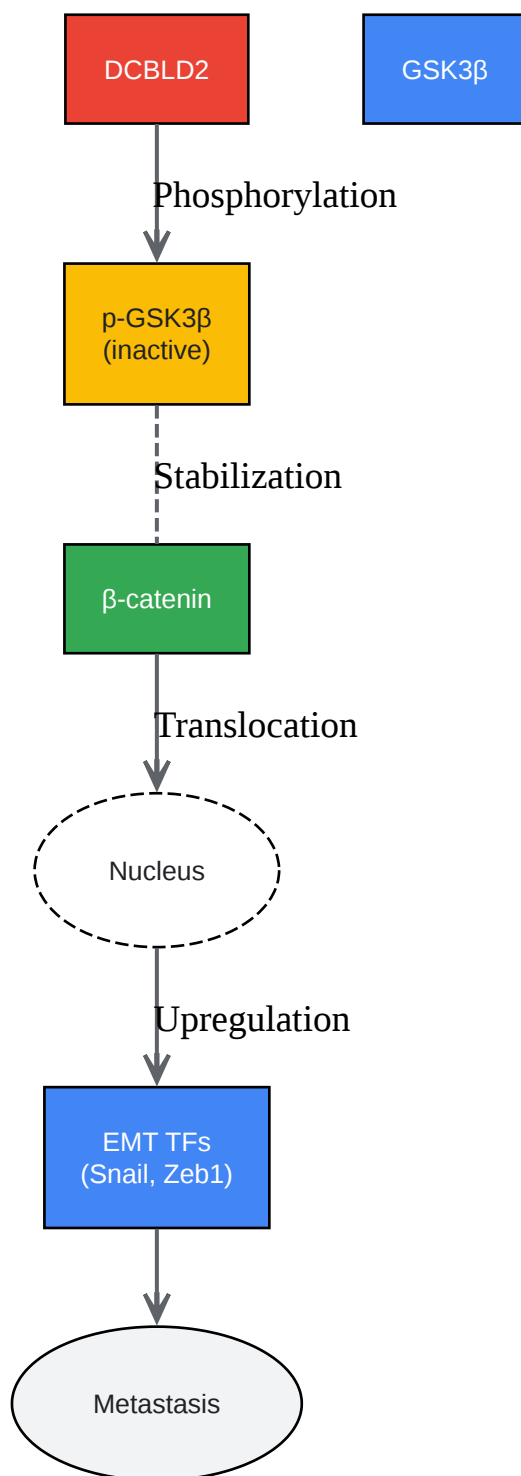 DCBLD2
GSK3β
Phosphorylation
p-GSK3β
(inactive)
Stabilization
β-catenin
Translocation
Nucleus
Upregulation
EMT TFs
(Snail, Zeb1)
Metastasis